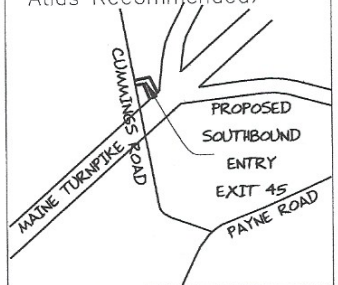 Atlas Recommended)
CUMMINGS ROAD
PROPOSED
SOUTHBOUND
ENTRY
EXIT 45
MAINE TURNPIKE
PAYNE ROAD